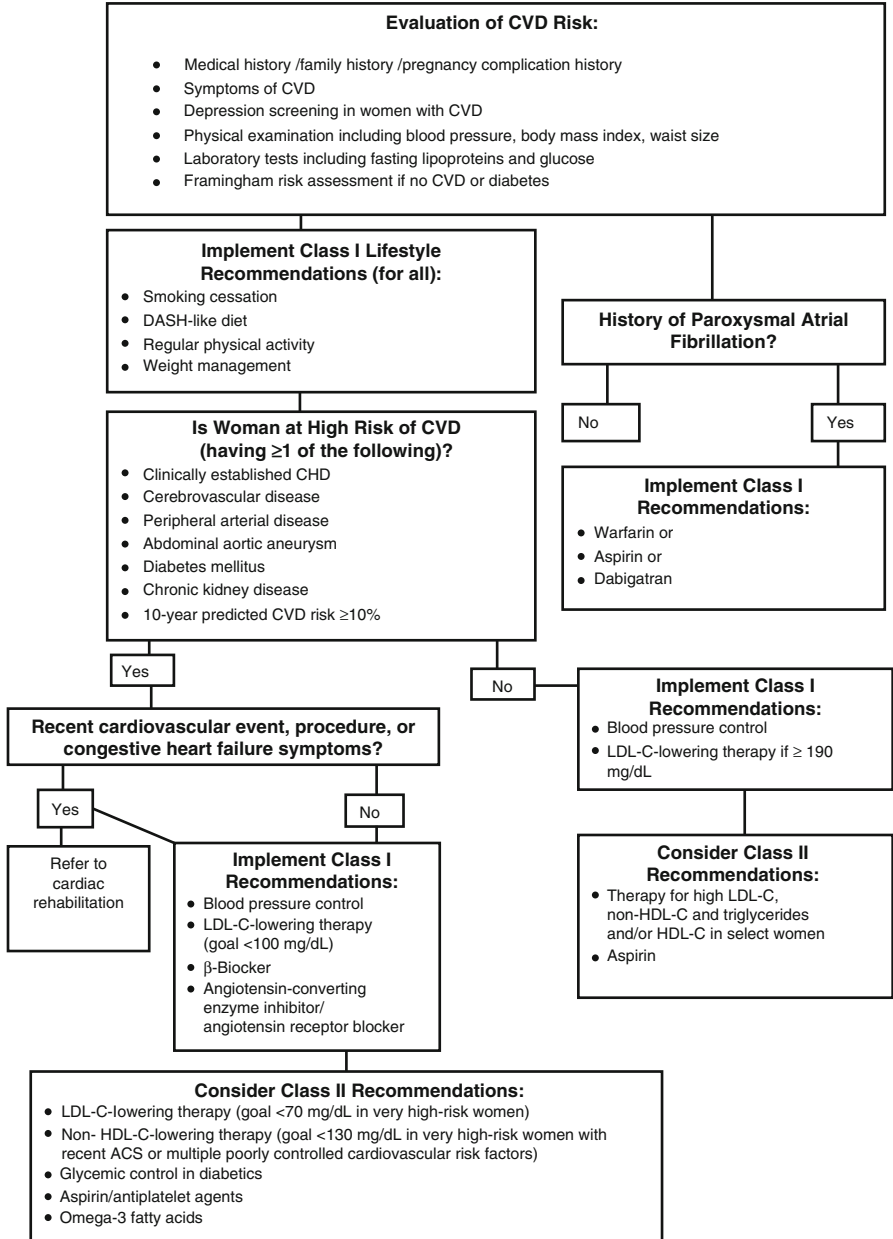 Evaluation of CVD Risk:
● Medical history /family history /pregnancy complication history
● Symptoms of CVD
● Depression screening in women with CVD
● Physical examination including blood pressure, body mass index, waist size
● Laboratory tests including fasting lipoproteins and glucose
● Framingham risk assessment if no CVD or diabetes
Implement Class I Lifestyle
Recommendations (for all):
● Smoking cessation
● DASH-like diet
● Regular physical activity
● Weight management
History of Paroxysmal Atrial
Fibrillation?
No
Yes
Implement Class I
Recommendations:
● Warfarin or
● Aspirin or
● Dabigatran
Is Woman at High Risk of CVD
(having ≥1 of the following)?
● Clinically established CHD
● Cerebrovascular disease
● Peripheral arterial disease
● Abdominal aortic aneurysm
● Diabetes mellitus
● Chronic kidney disease
● 10-year predicted CVD risk ≥10%
Yes
No
Implement Class I
Recommendations:
● Blood pressure control
● LDL-C-lowering therapy if ≥ 190
mg/dL
Consider Class II
Recommendations:
● Therapy for high LDL-C,
non-HDL-C and triglycerides
and/or HDL-C in select women
● Aspirin
Recent cardiovascular event, procedure, or
congestive heart failure symptoms?
Yes
No
Refer to
cardiac
rehabilitation
Implement Class I
Recommendations:
● Blood pressure control
● LDL-C-lowering therapy
(goal <100 mg/dL)
● β-Biocker
● Angiotensin-converting
enzyme inhibitor/
angiotensin receptor blocker
Consider Class II Recommendations:
● LDL-C-Iowering therapy (goal <70 mg/dL in very high-risk women)
● Non- HDL-C-lowering therapy (goal <130 mg/dL in very high-risk women with
recent ACS or multiple poorly controlled cardiovascular risk factors)
● Glycemic control in diabetics
● Aspirin/antiplatelet agents
● Omega-3 fatty acids